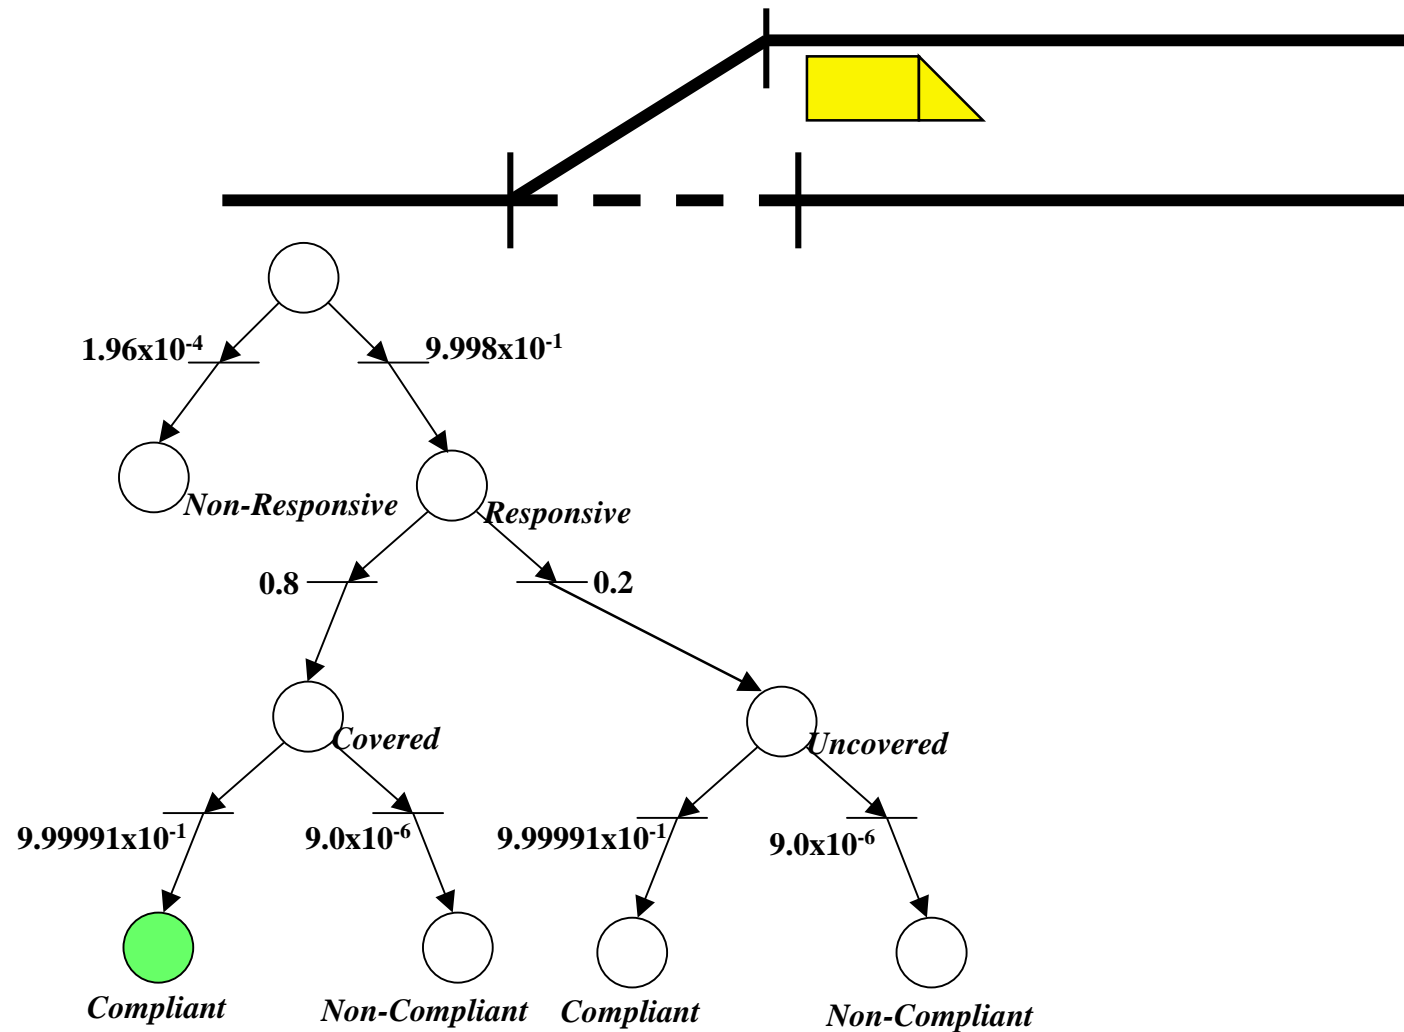 1.96x10⁻⁴
9.998x10⁻¹
Non-Responsive
Responsive
0.8
0.2
Covered
Uncovered
9.99991x10⁻¹
9.0x10⁻⁶
9.99991x10⁻¹
9.0x10⁻⁶
Compliant
Non-Compliant
Compliant
Non-Compliant